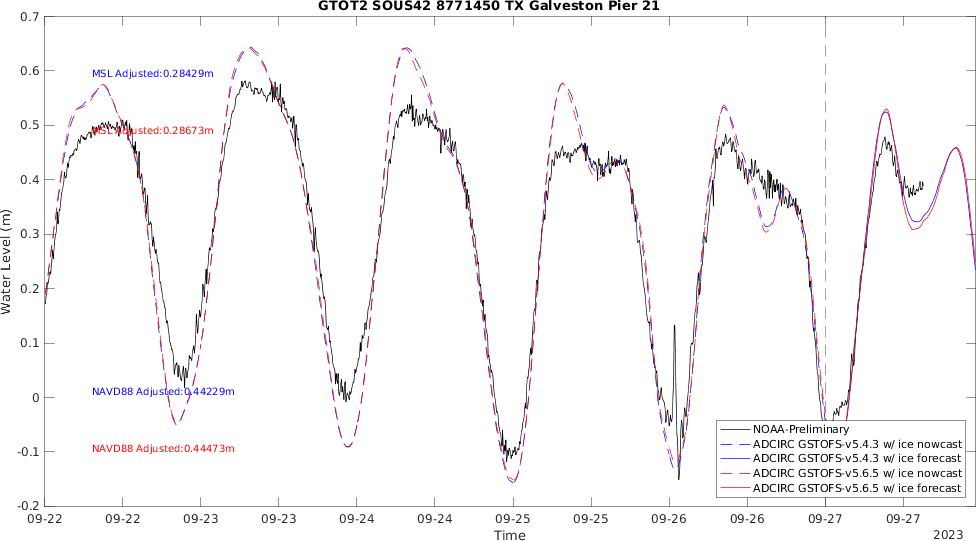 GTOT2 SOUS42 8771450 TX Galveston Pier 21
0.7
0.6
0.5
0.4
0.3
0.2
0.1
0
-0.1
-0.2
Water Level (m)
MSL Adjusted:0.28429m
MSL Adjusted:0.28673m
NAVD88 Adjusted:0.44229m
NAVD88 Adjusted:0.44473m
NOAA-Preliminary
ADCIRC GSTOFS-v5.4.3 w/ ice nowcast
ADCIRC GSTOFS-v5.4.3 w/ ice forecast
ADCIRC GSTOFS-v5.6.5 w/ ice nowcast
ADCIRC GSTOFS-v5.6.5 w/ ice forecast
09-22 09-22 09-23 09-23 09-24 09-24 09-25 09-25 09-26 09-26 09-27 09-27
Time
2023